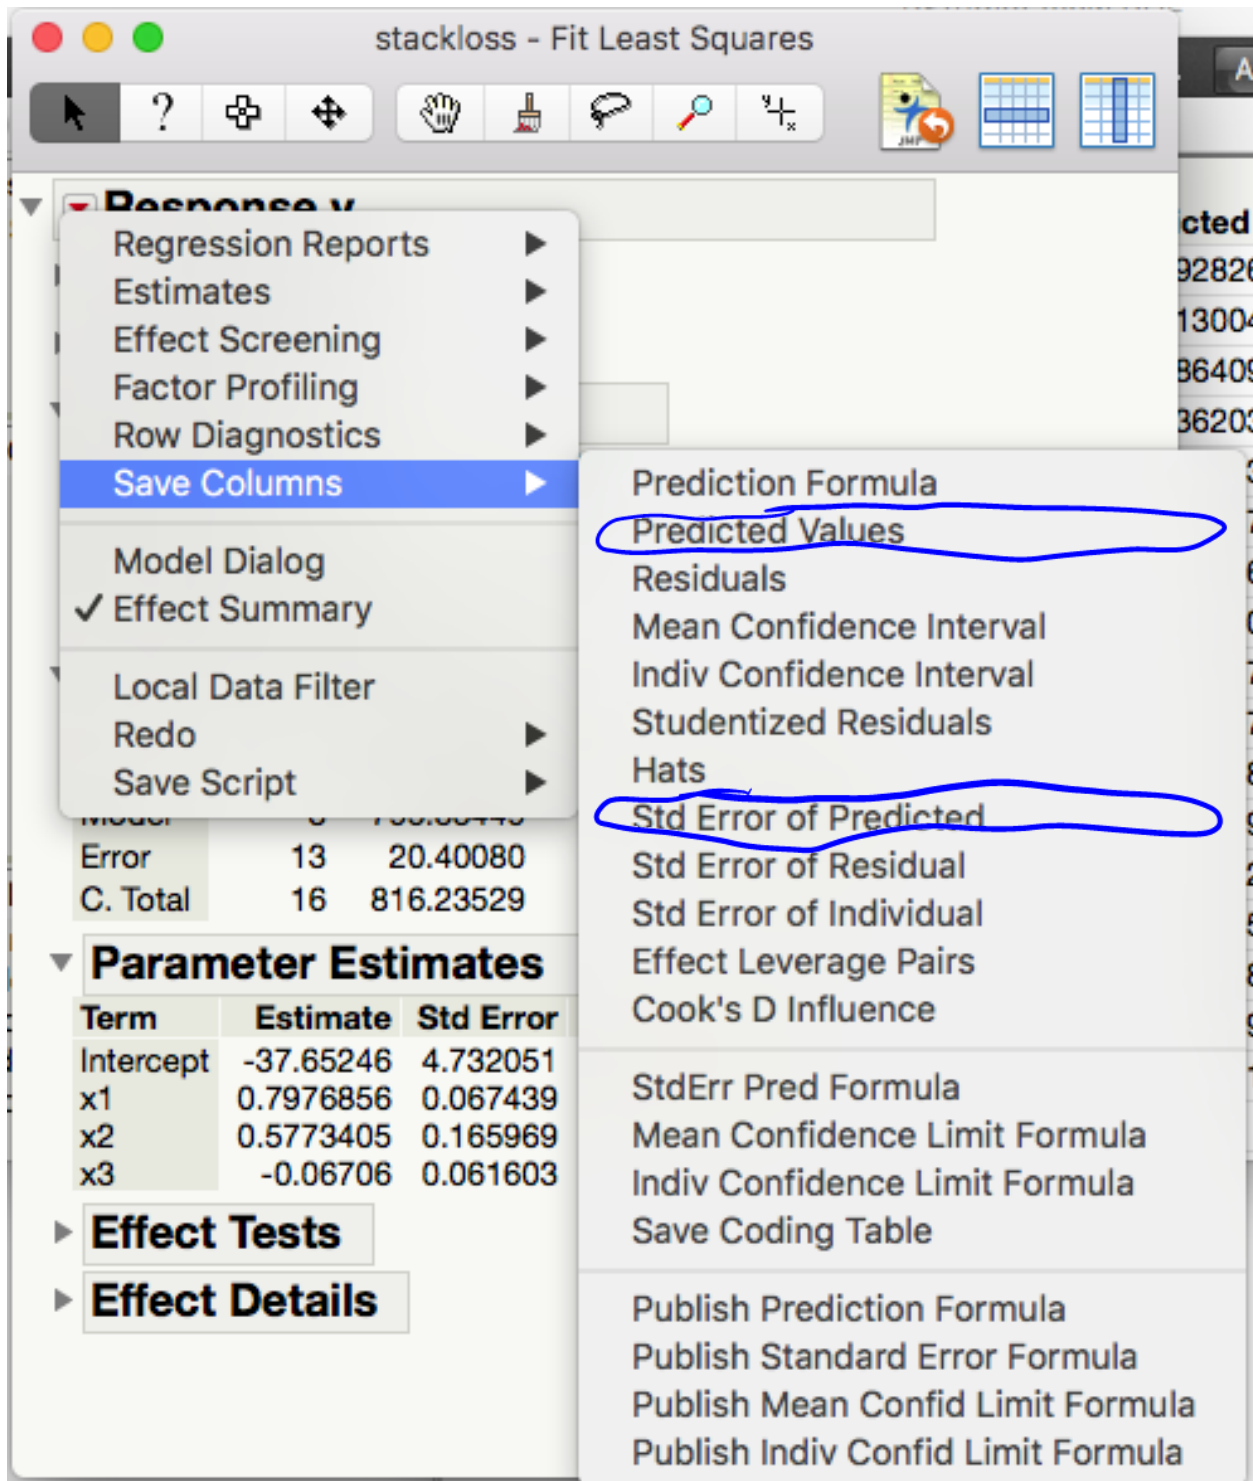 stackloss - Fit Least Squares
JMP
A
Response y
Regression Reports
Estimates
Effect Screening
Factor Profiling
Row Diagnostics
Save Columns
Model Dialog
✓ Effect Summary
Local Data Filter
Redo
Save Script
Prediction Formula
Predicted Values
Residuals
Mean Confidence Interval
Indiv Confidence Interval
Studentized Residuals
Hats
Std Error of Predicted
Std Error of Residual
Std Error of Individual
Effect Leverage Pairs
Cook's D Influence
StdErr Pred Formula
Mean Confidence Limit Formula
Indiv Confidence Limit Formula
Save Coding Table
Publish Prediction Formula
Publish Standard Error Formula
Publish Mean Confid Limit Formula
Publish Indiv Confid Limit Formula
Error 13 20.40080
C. Total 16 816.23529
Parameter Estimates
Term Estimate Std Error
Intercept -37.65246 4.732051
x1 0.7976856 0.067439
x2 0.5773405 0.165969
x3 -0.06706 0.061603
Effect Tests
Effect Details
icted
92826
13004
86409
36203